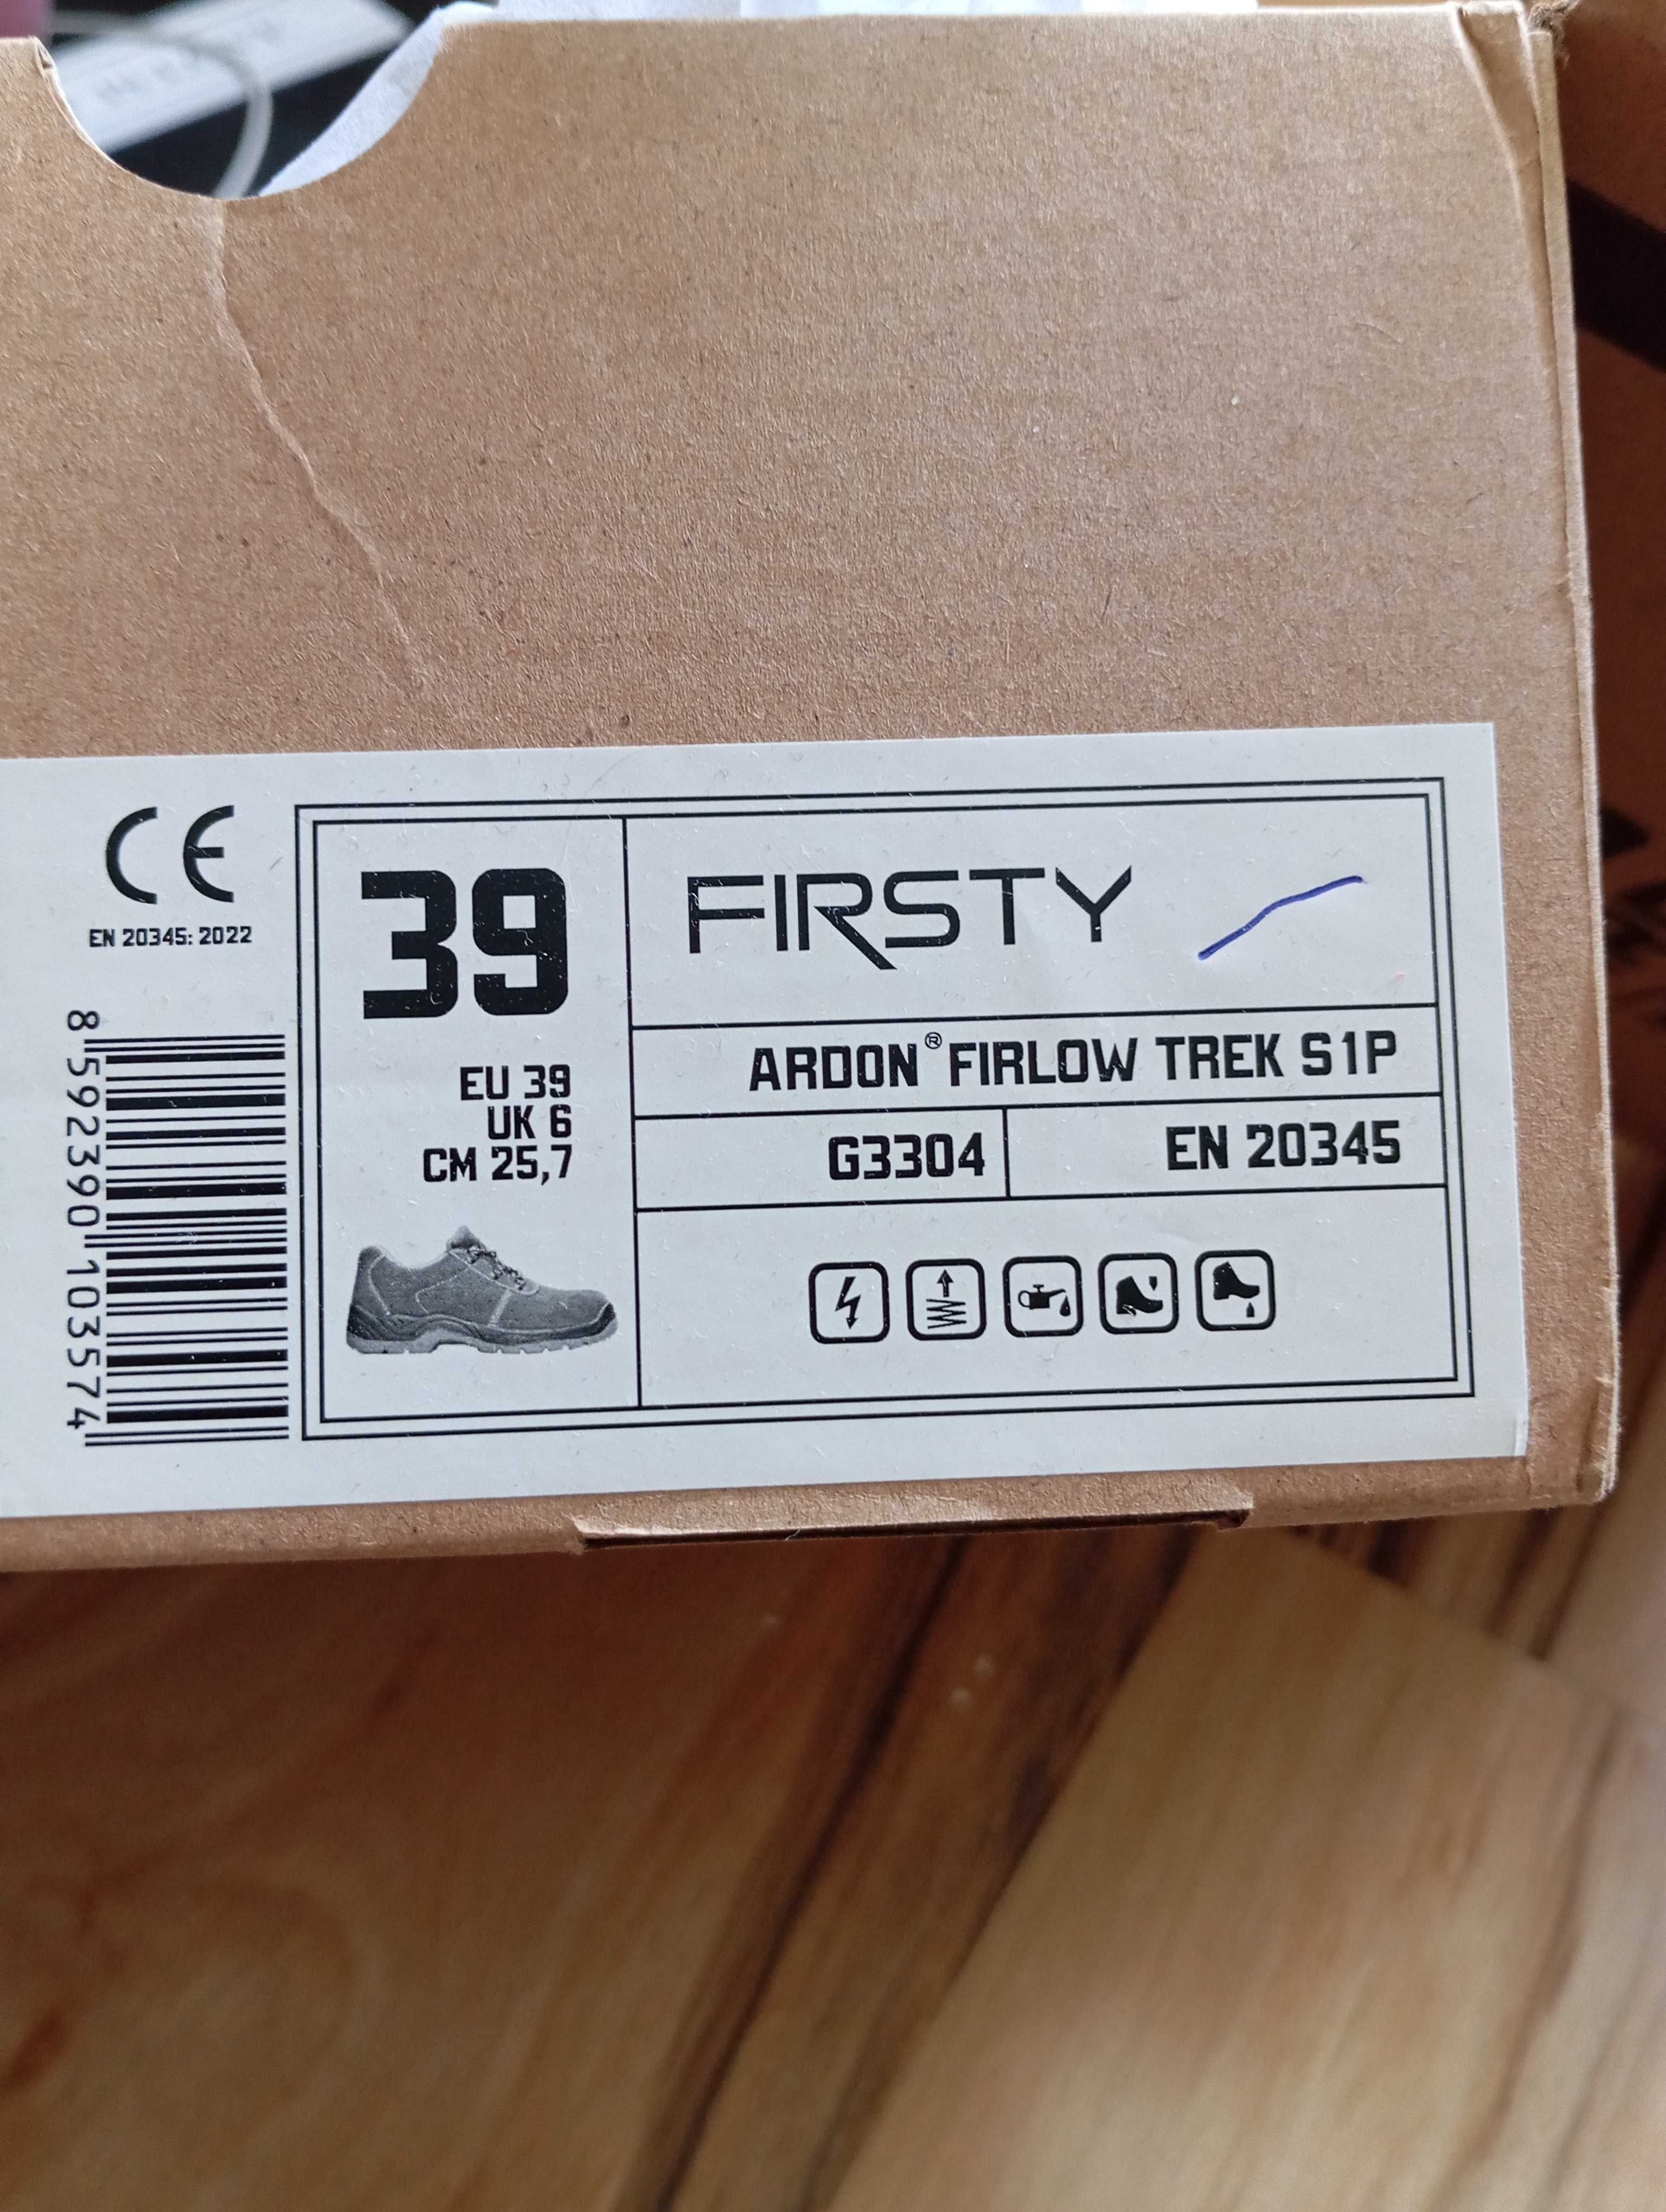 CE
EN 20345: 2022
8 592390 103574
39
EU 39
UK 6
CM 25,7
FIRSTY
ARDON® FIRLOW TREK S1P
G3304
EN 20345